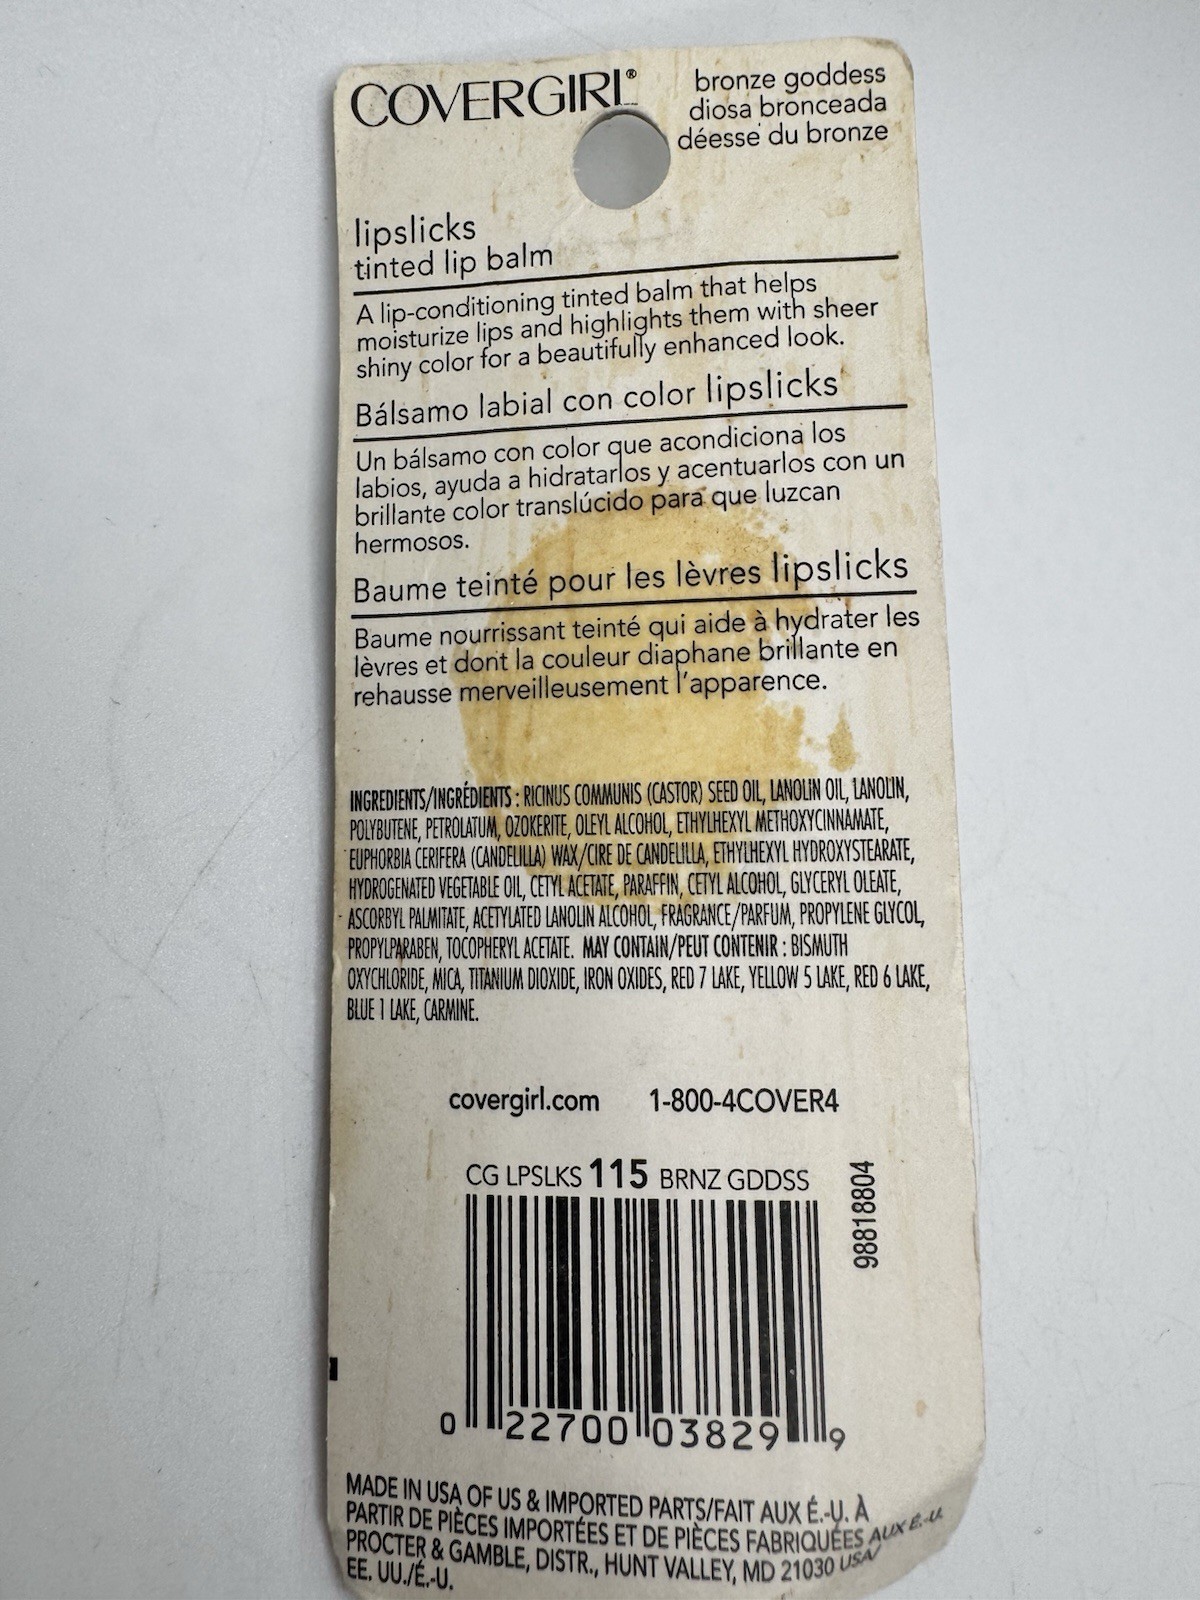 COVERGIRL®
bronze goddess
diosa bronceada
déesse du bronze
lipslicks
tinted lip balm
A lip-conditioning tinted balm that helps
moisturize lips and highlights them with sheer
shiny color for a beautifully enhanced look.
Bálsamo labial con color lipslicks
Un bálsamo con color que acondiciona los
labios, ayuda a hidratarlos y acentuarlos con un
brillante color translúcido para que luzcan
hermosos.
Baume teinté pour les lèvres lipslicks
Baume nourrissant teinté qui aide à hydrater les
lèvres et dont la couleur diaphane brillante en
rehausse merveilleusement l'apparence.
INGREDIENTS/INGRÉDIENTS : RICINUS COMMUNIS (CASTOR) SEED OIL, LANOLIN OIL, LANOLIN,
POLYBUTENE, PETROLATUM, OZOKERITE, OLEYL ALCOHOL, ETHYLHEXYL METHOXYCINNAMATE,
EUPHORBIA CERIFERA (CANDELILLA) WAX/CIRE DE CANDELILLA, ETHYLHEXYL HYDROXYSTEARATE,
HYDROGENATED VEGETABLE OIL, CETYL ACETATE, PARAFFIN, CETYL ALCOHOL, GLYCERYL OLEATE,
ASCORBYL PALMITATE, ACETYLATED LANOLIN ALCOHOL, FRAGRANCE/PARFUM, PROPYLENE GLYCOL,
PROPYLPARABEN, TOCOPHERYL ACETATE. MAY CONTAIN/PEUT CONTENIR : BISMUTH
OXYCHLORIDE, MICA, TITANIUM DIOXIDE, IRON OXIDES, RED 7 LAKE, YELLOW 5 LAKE, RED 6 LAKE,
BLUE 1 LAKE, CARMINE.
covergirl.com 1-800-4COVER4
CG LPSLKS 115 BRNZ GDDSS
98818804
0 22700 03829 9
MADE IN USA OF US & IMPORTED PARTS/FAIT AUX É.-U. À
PARTIR DE PIÈCES IMPORTÉES ET DE PIÈCES FABRIQUÉES AUX É.-U.
PROCTER & GAMBLE, DISTR., HUNT VALLEY, MD 21030 USA/
EE. UU./É.-U.